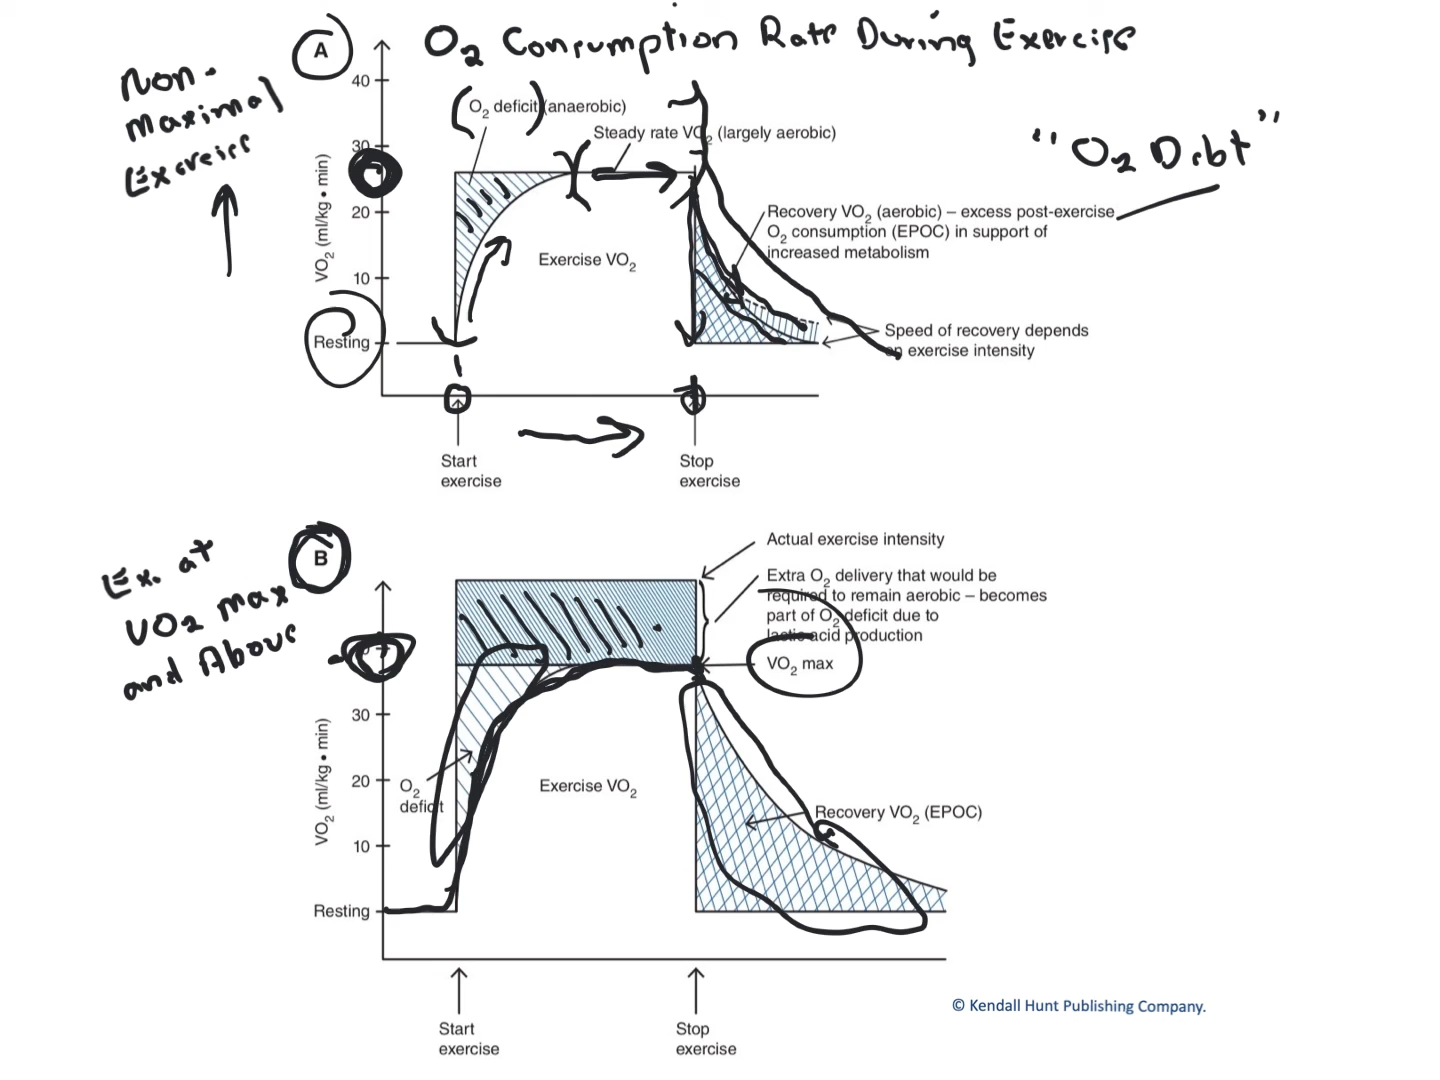 O2 Consumption Rate During Exercise
A
Non-
Maximal
Exercise
40
30
20
10
Resting
VO2 (ml/kg • min)
O2 deficit (anaerobic)
Steady rate VO2 (largely aerobic)
"O2 Debt"
Recovery VO2 (aerobic) – excess post-exercise
O2 consumption (EPOC) in support of
increased metabolism
Exercise VO2
Speed of recovery depends
on exercise intensity
Start
exercise
Stop
exercise
B
Ex. at
VO2 max
and Above
Actual exercise intensity
Extra O2 delivery that would be
required to remain aerobic – becomes
part of O2 deficit due to
lactic acid production
VO2 max
30
20
10
Resting
VO2 (ml/kg • min)
O2
deficit
Exercise VO2
Recovery VO2 (EPOC)
Start
exercise
Stop
exercise
© Kendall Hunt Publishing Company.